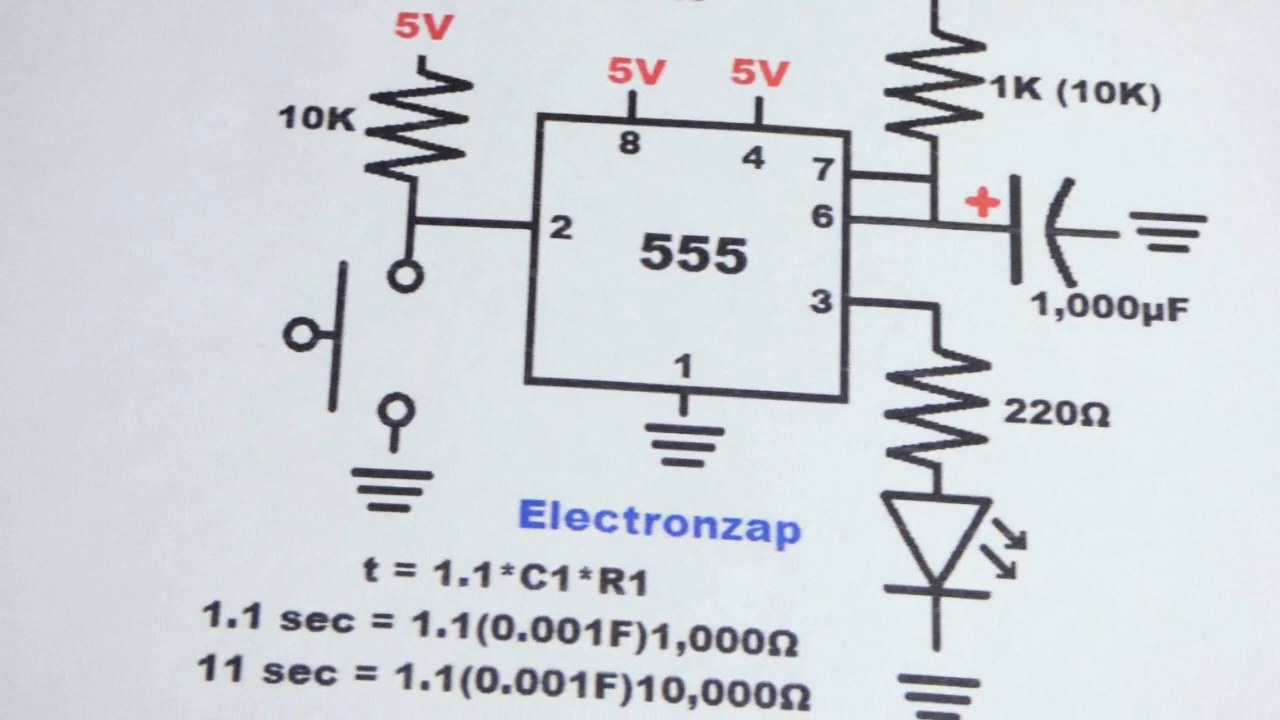 5V
5V
5V
1K (10K)
10K
8
4
7
2
6
555
+
3
1,000µF
1
220Ω
Electronzap
t = 1.1*C1*R1
1.1 sec = 1.1(0.001F)1,000Ω
11 sec = 1.1(0.001F)10,000Ω